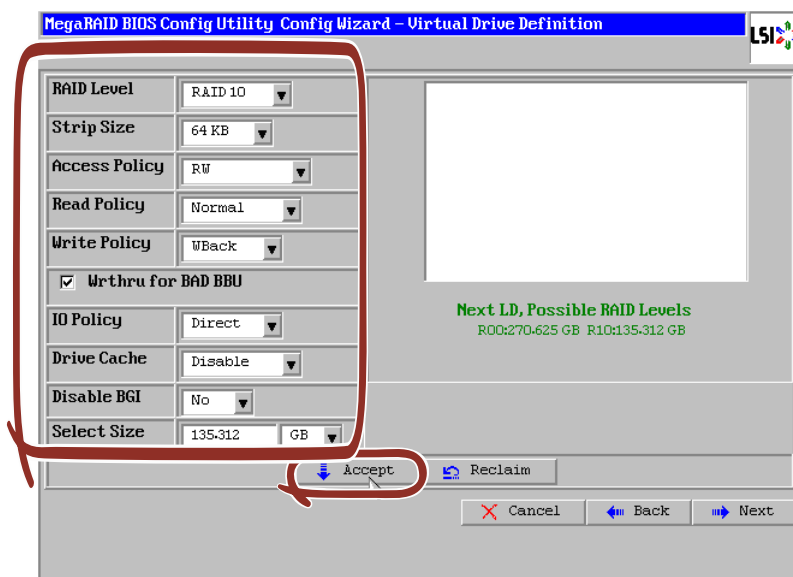 MegaRAID BIOS Config Utility Config Wizard - Virtual Drive Definition
LSI
RAID Level RAID 10
Strip Size 64 KB
Access Policy RW
Read Policy Normal
Write Policy WBack
Wrthru for BAD BBU
IO Policy Direct
Drive Cache Disable
Disable BGI No
Select Size 135.312 GB
Next LD, Possible RAID Levels
R00:270.625 GB R10:135.312 GB
Accept Reclaim
Cancel Back Next